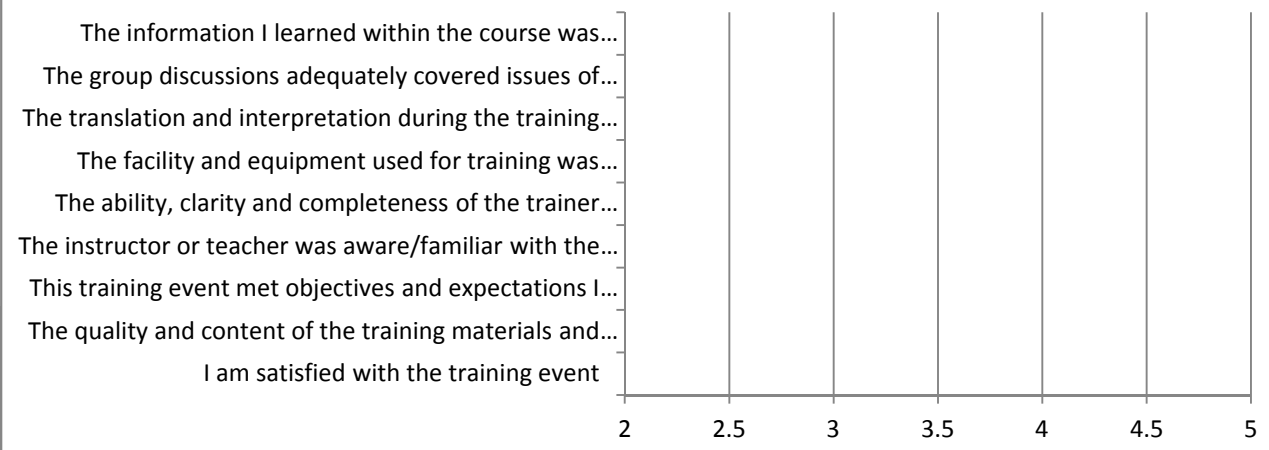 The information I learned within the course was…
The group discussions adequately covered issues of…
The translation and interpretation during the training…
The facility and equipment used for training was…
The ability, clarity and completeness of the trainer…
The instructor or teacher was aware/familiar with the…
This training event met objectives and expectations I…
The quality and content of the training materials and…
I am satisfied with the training event
2 2.5 3 3.5 4 4.5 5